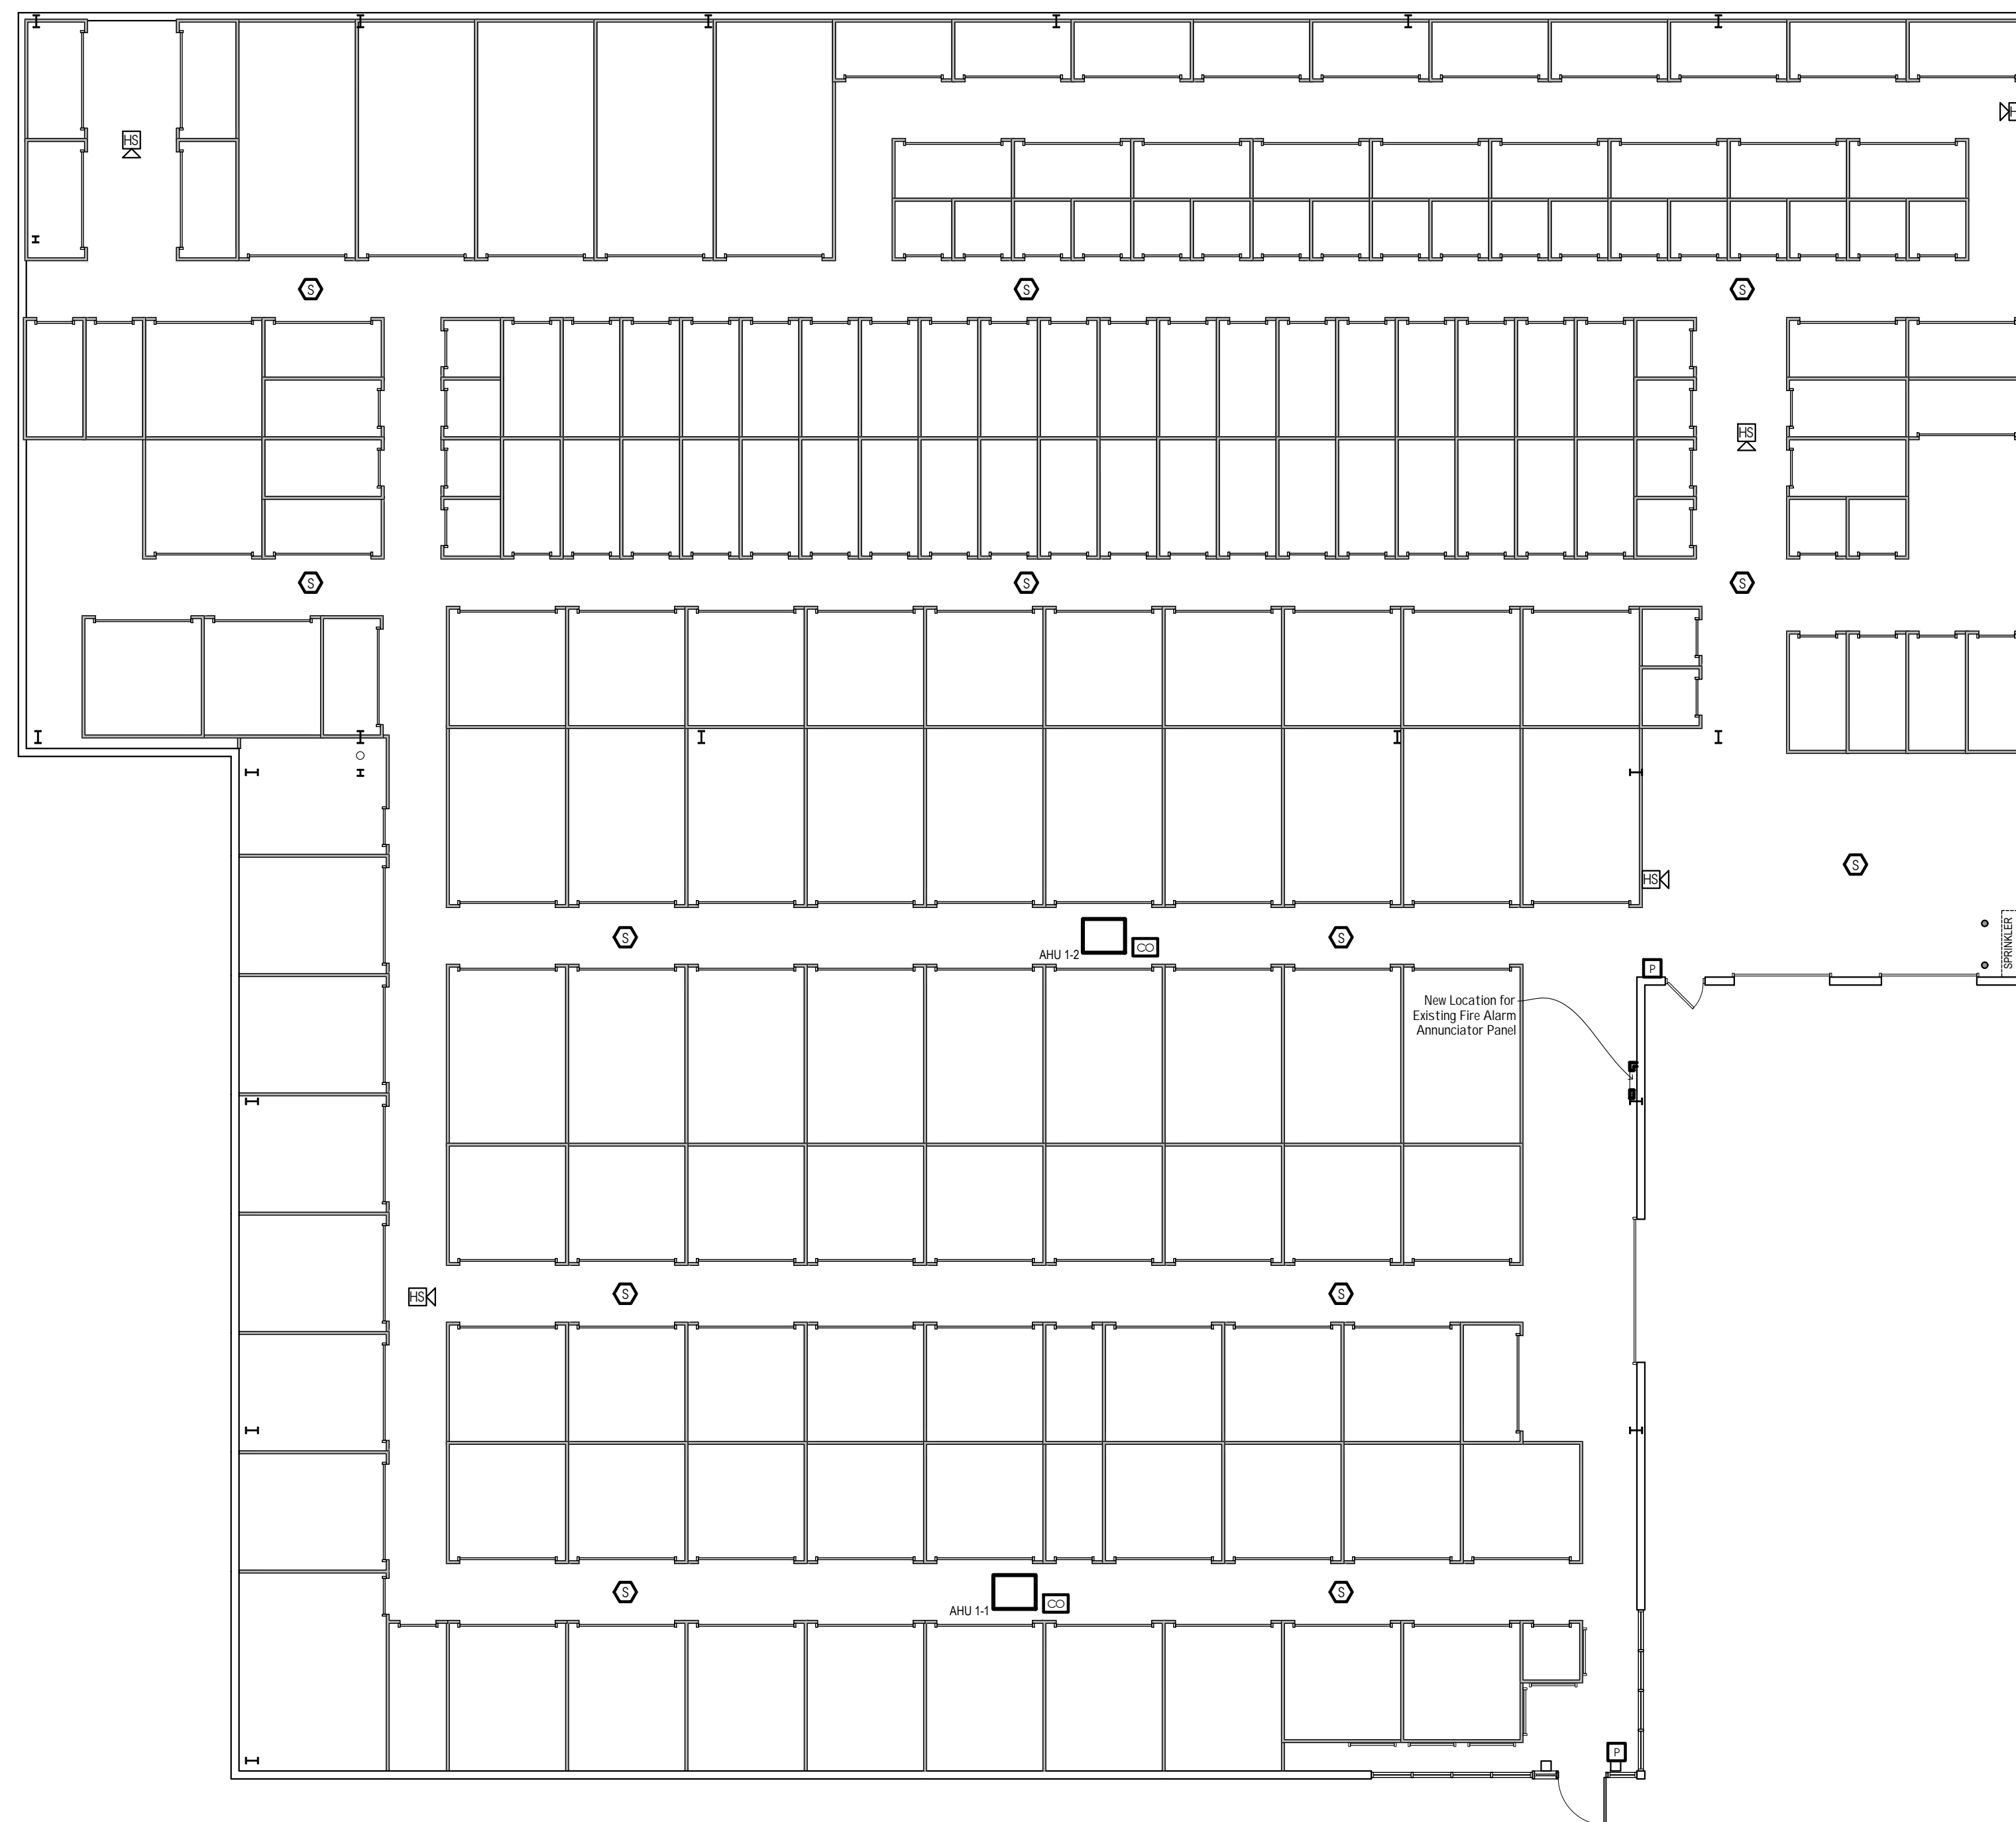 HS
H
S
S
S
HS
S
S
S
HS
S
S
S
CO
AHU 1-2
SPRINKLER
P
New Location for
Existing Fire Alarm
Annunciator Panel
HS
S
S
S
S
CO
AHU 1-1
P